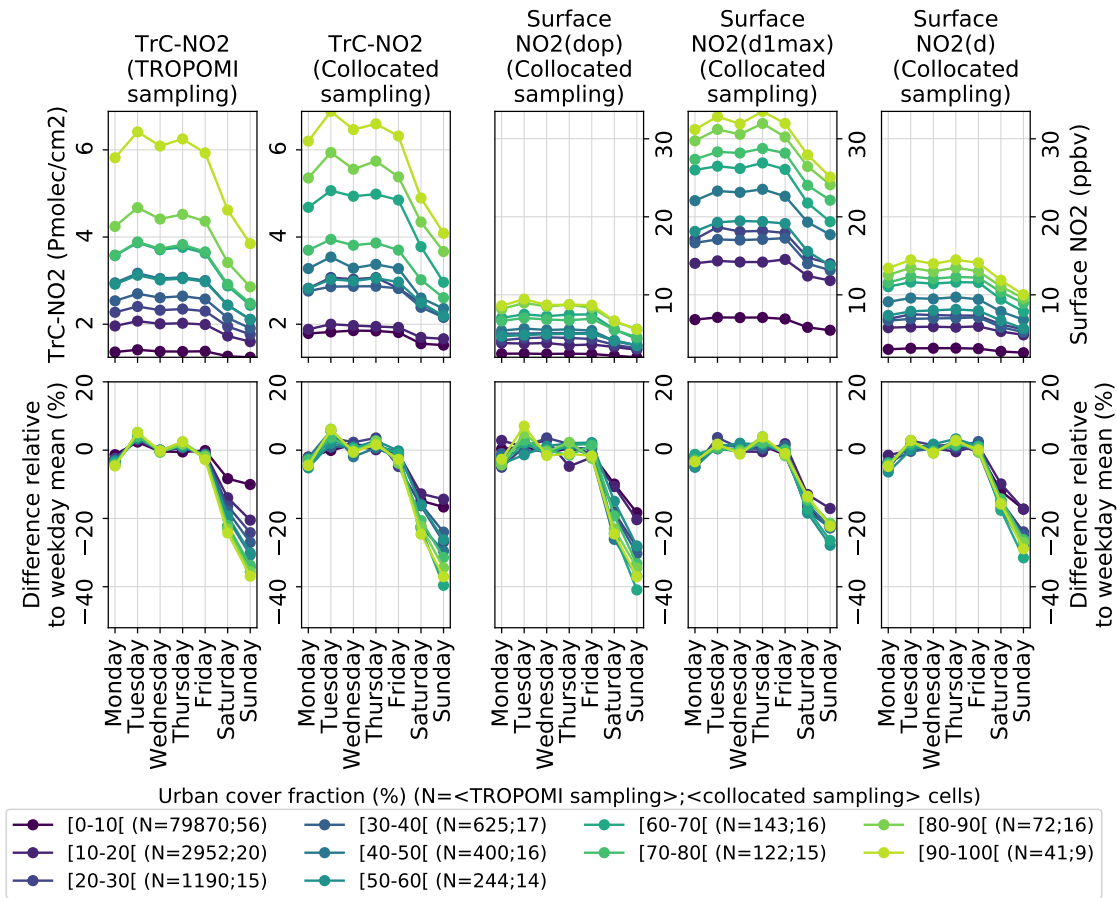 TrC-NO2
(TROPOMI
sampling)
TrC-NO2
(Collocated
sampling)
Surface
NO2(dop)
(Collocated
sampling)
Surface
NO2(d1max)
(Collocated
sampling)
Surface
NO2(d)
(Collocated
sampling)
TrC-NO2 (Pmolec/cm2)
6
4
2
6
4
2
30
20
10
30
20
10
30
20
10
Surface NO2 (ppbv)
Difference relative
to weekday mean (%)
20
0
−20
−40
20
0
−20
−40
20
0
−20
−40
20
0
−20
−40
20
0
−20
−40
Difference relative
to weekday mean (%)
Monday
Tuesday
Wednesday
Thursday
Friday
Saturday
Sunday
Monday
Tuesday
Wednesday
Thursday
Friday
Saturday
Sunday
Monday
Tuesday
Wednesday
Thursday
Friday
Saturday
Sunday
Monday
Tuesday
Wednesday
Thursday
Friday
Saturday
Sunday
Monday
Tuesday
Wednesday
Thursday
Friday
Saturday
Sunday
Urban cover fraction (%) (N=<TROPOMI sampling>;<collocated sampling> cells)
[0-10[ (N=79870;56)
[10-20[ (N=2952;20)
[20-30[ (N=1190;15)
[30-40[ (N=625;17)
[40-50[ (N=400;16)
[50-60[ (N=244;14)
[60-70[ (N=143;16)
[70-80[ (N=122;15)
[80-90[ (N=72;16)
[90-100[ (N=41;9)